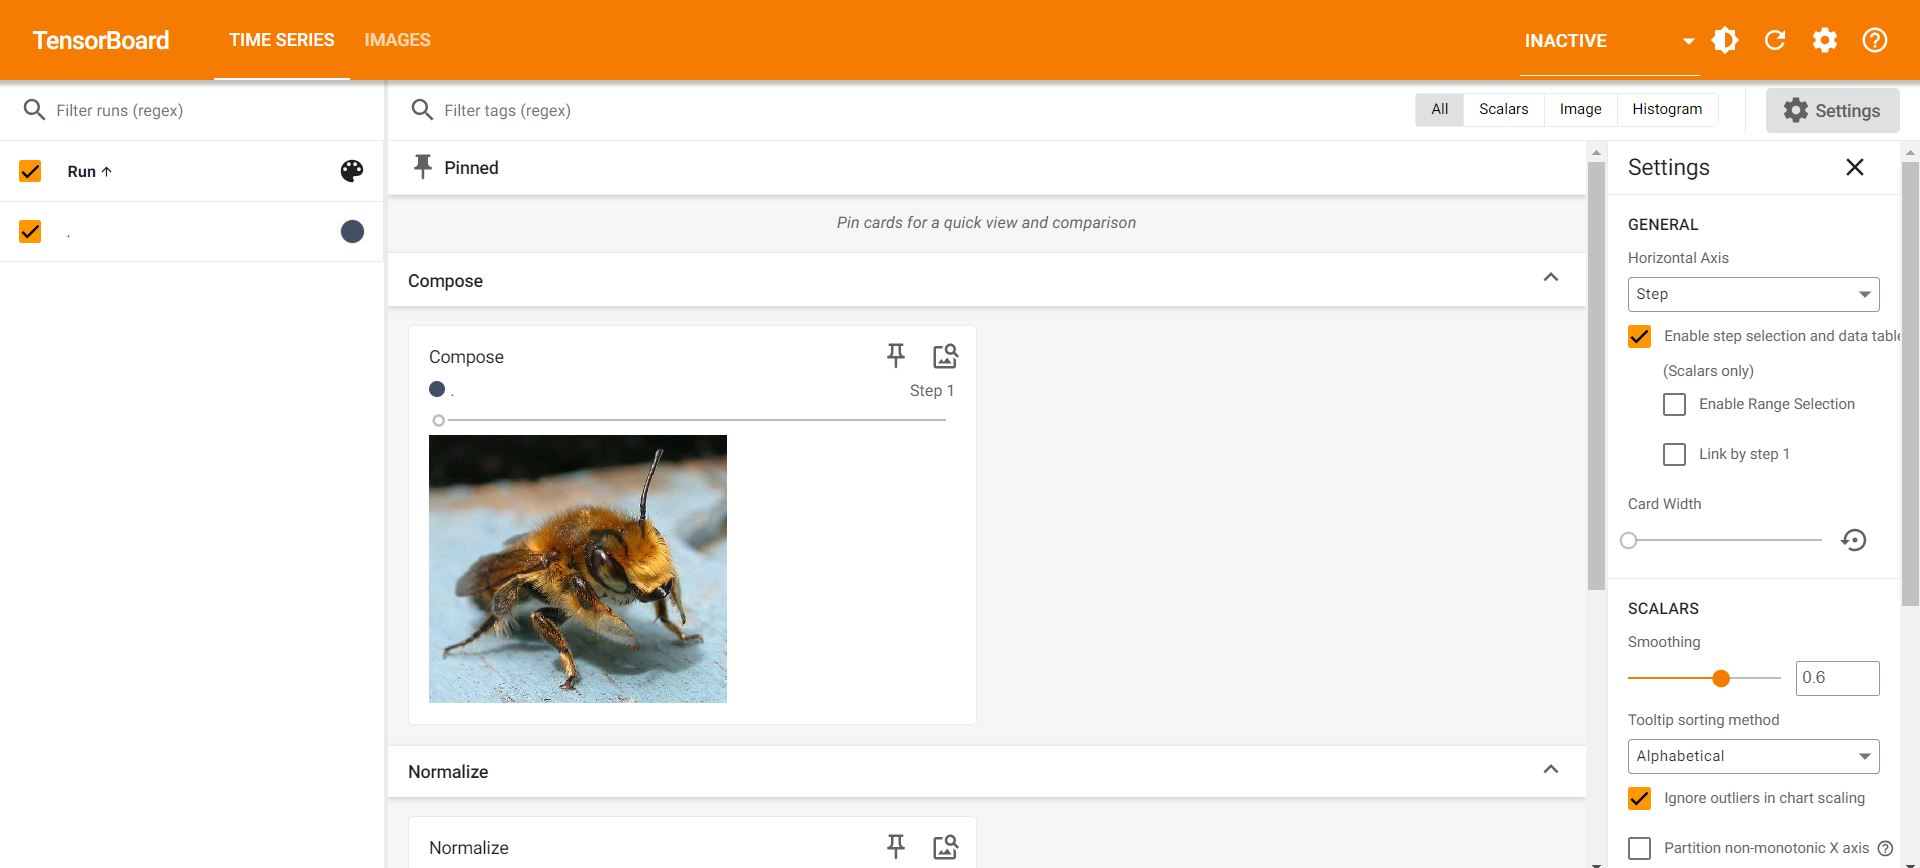 TensorBoard
TIME SERIES
IMAGES
INACTIVE
Filter runs (regex)
Filter tags (regex)
All
Scalars
Image
Histogram
Settings
Run
.
Pinned
Pin cards for a quick view and comparison
Compose
Compose
.
Step 1
Normalize
Normalize
Settings
GENERAL
Horizontal Axis
Step
Enable step selection and data table
(Scalars only)
Enable Range Selection
Link by step 1
Card Width
SCALARS
Smoothing
0.6
Tooltip sorting method
Alphabetical
Ignore outliers in chart scaling
Partition non-monotonic X axis